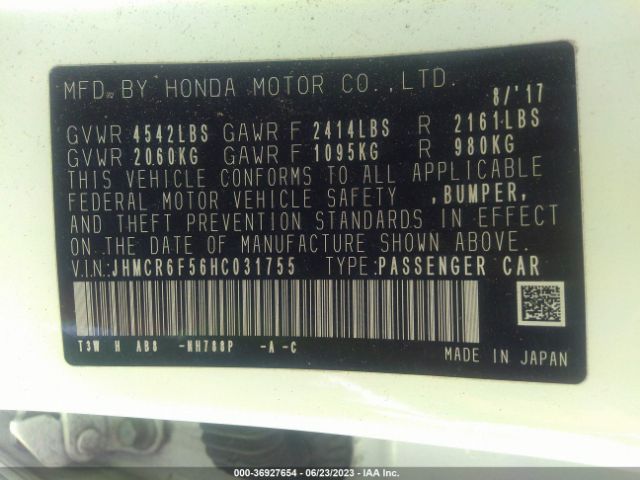 MFD. BY HONDA MOTOR CO.,LTD. 8/'17
GVWR 4542LBS GAWR F 2414LBS R 2161LBS
GVWR 2060KG GAWR F 1095KG R 980KG
THIS VEHICLE CONFORMS TO ALL APPLICABLE
FEDERAL MOTOR VEHICLE SAFETY ,BUMPER,
AND THEFT PREVENTION STANDARDS IN EFFECT
ON THE DATE OF MANUFACTURE SHOWN ABOVE.
V.I.N.: JHMCR6F56HC031755 TYPE: PASSENGER CAR
T3W H AB8 -NH788P -A -C
MADE IN JAPAN
000-36927654 - 06/23/2023 - IAA Inc.